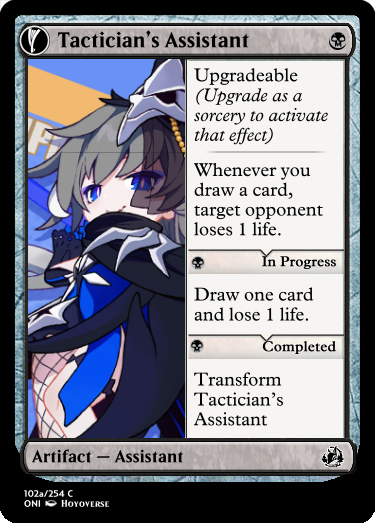 Tactician's Assistant
Upgradeable
(Upgrade as a
sorcery to activate
that effect)
Whenever you
draw a card,
target opponent
loses 1 life.
In Progress
Draw one card
and lose 1 life.
Completed
Transform
Tactician's
Assistant
Artifact — Assistant
102a/254 C
ONI Hoyoverse